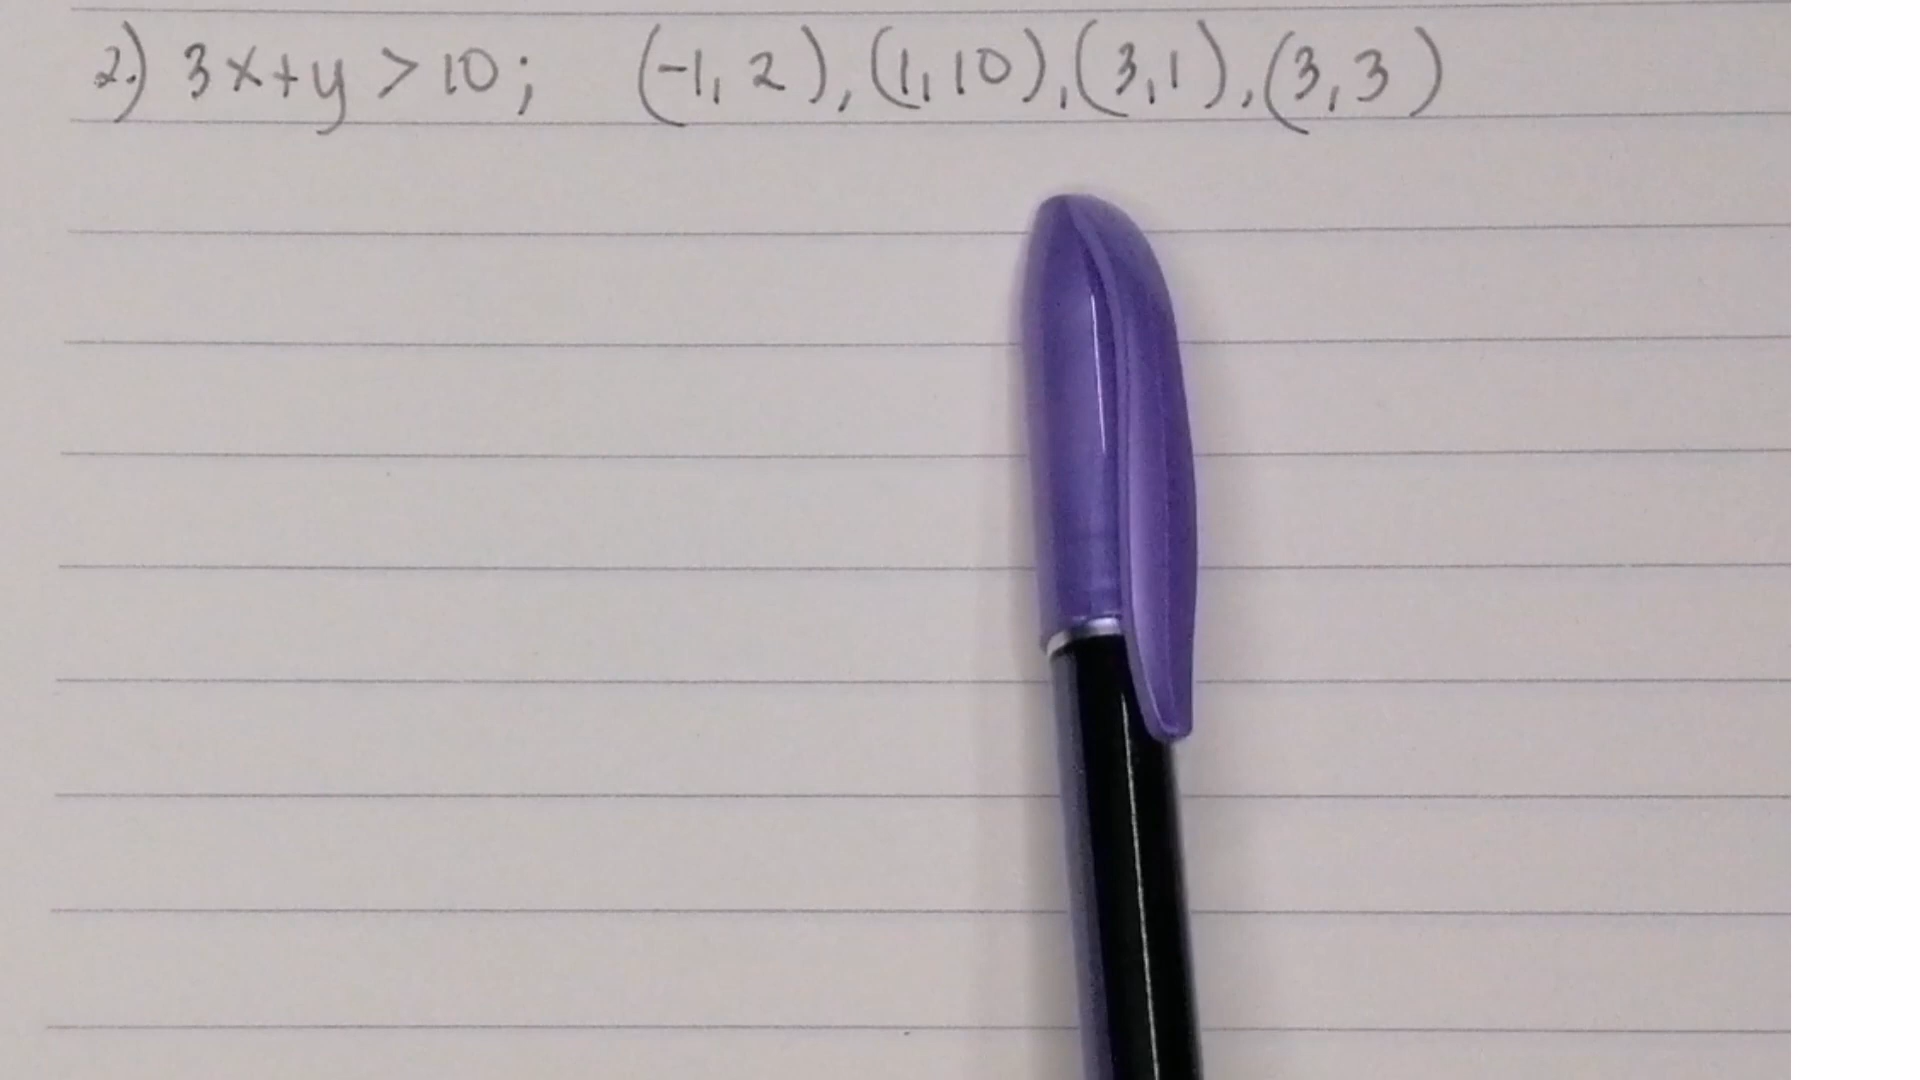 2.) 3x+y > 10; (-1, 2), (1, 10), (3, 1), (3, 3)